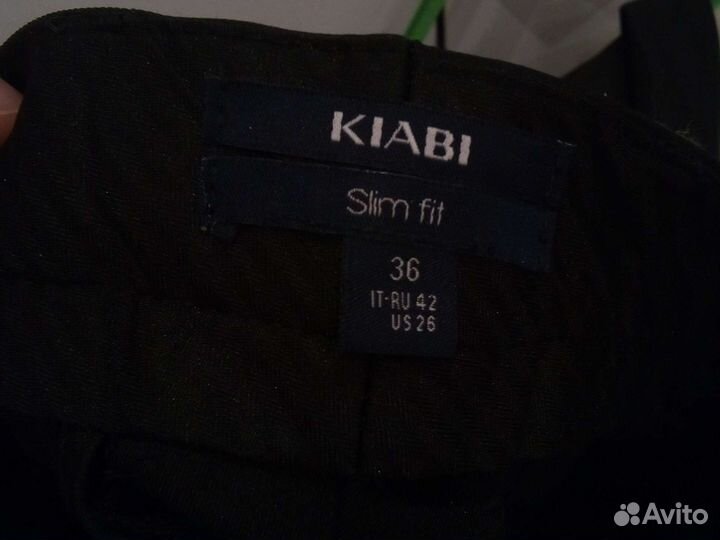 KIABI
Slim fit
36
IT-RU 42
US 26
Avito